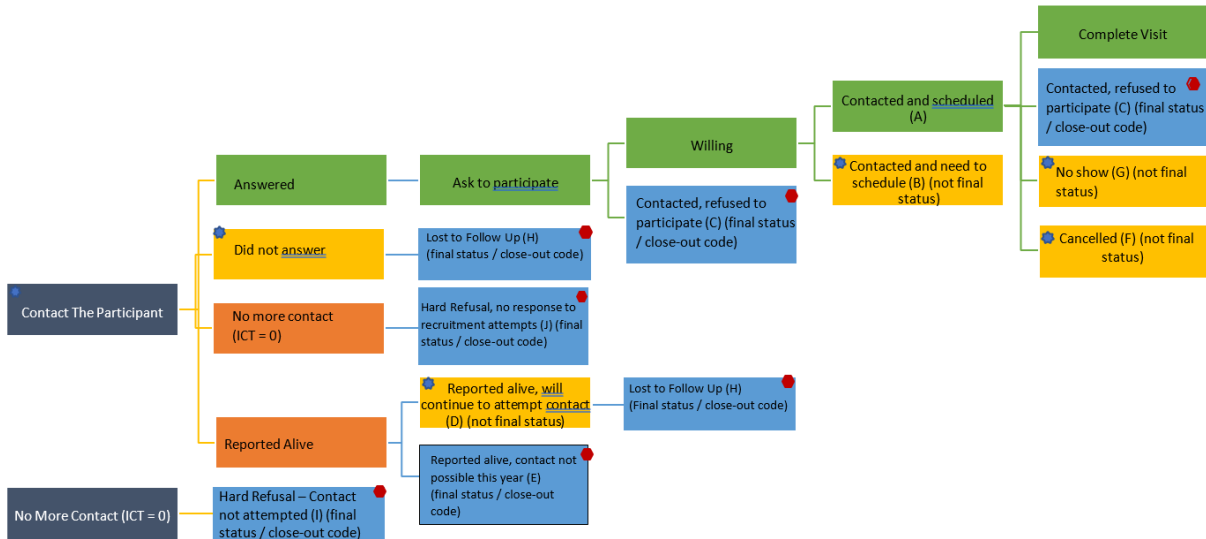 Complete Visit
Contacted, refused to
participate (C) (final status
/ close-out code)
Contacted and scheduled
(A)
Willing
Contacted and need to
schedule (B) (not final
status)
No show (G) (not final
status)
Answered
Ask to participate
Contacted, refused to
participate (C) (final status
/ close-out code)
Cancelled (F) (not final
status)
Did not answer
Lost to Follow Up (H)
(final status / close-out code)
Contact The Participant
No more contact
(ICT = 0)
Hard Refusal, no response to
recruitment attempts (J) (final
status / close-out code)
Reported Alive
Reported alive, will
continue to attempt contact
(D) (not final status)
Lost to Follow Up (H)
(Final status / close-out code)
Reported alive, contact not
possible this year (E)
(final status / close-out
code)
No More Contact (ICT = 0)
Hard Refusal – Contact
not attempted (I) (final
status / close-out code)